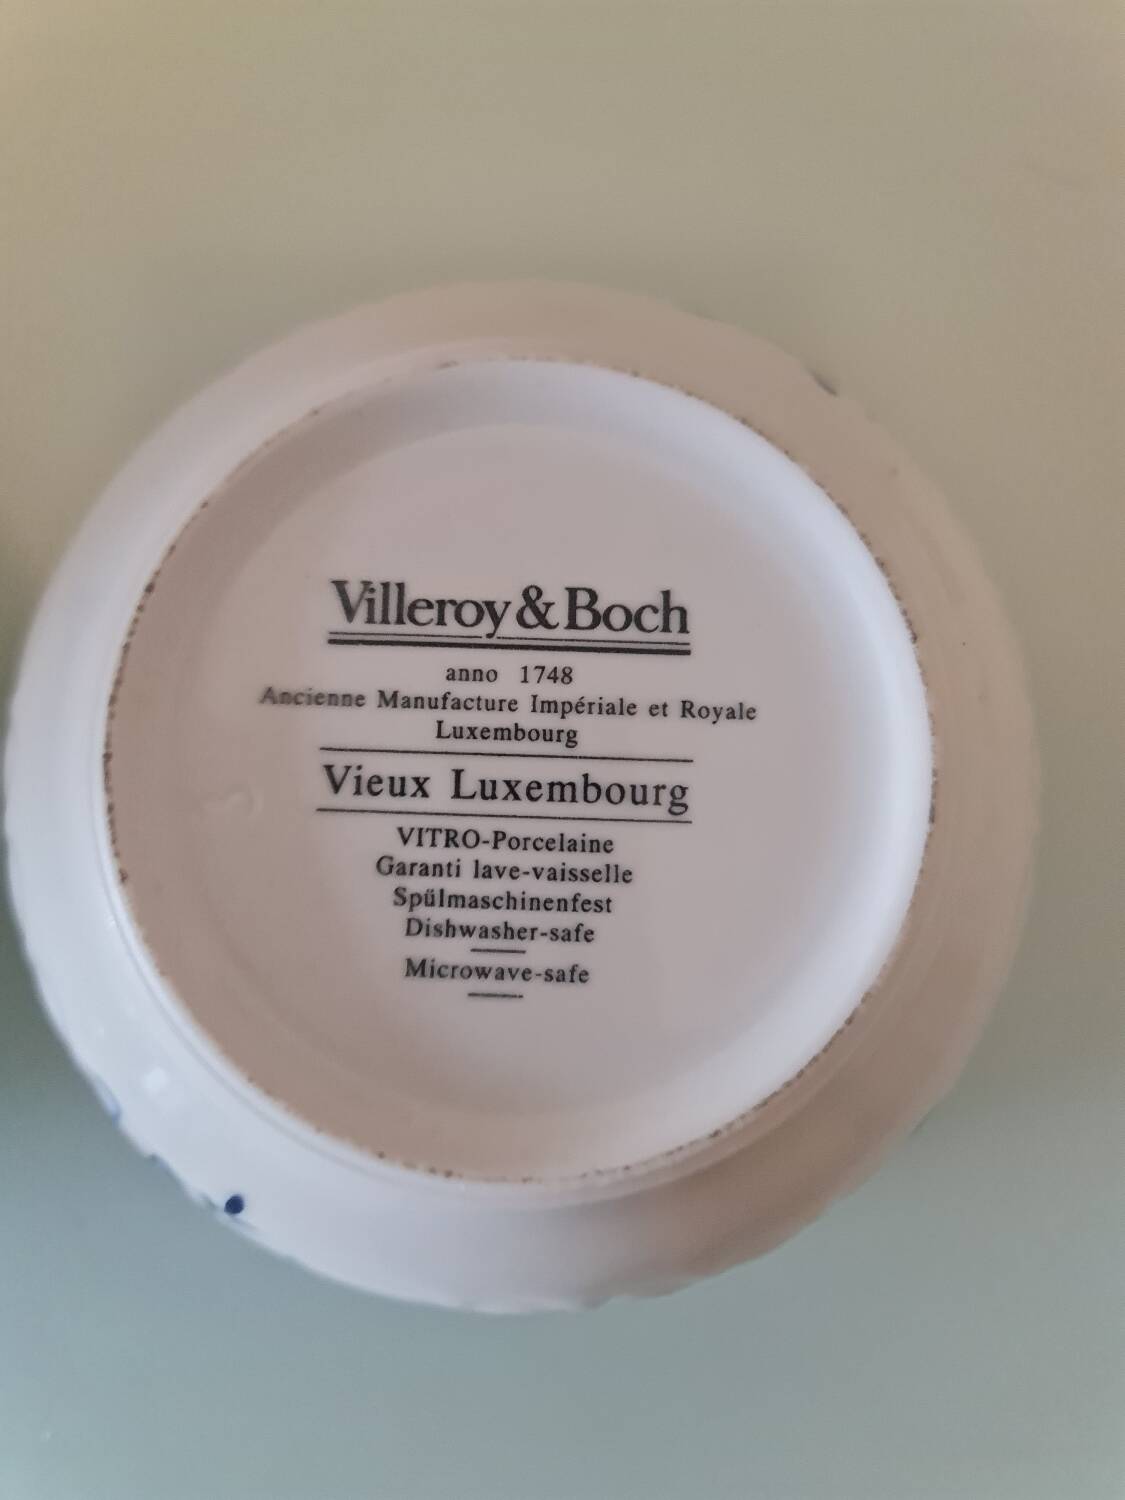 Villeroy & Boch
anno 1748
Ancienne Manufacture Impériale et Royale
Luxembourg
Vieux Luxembourg
VITRO-Porcelaine
Garanti lave-vaisselle
Spülmaschinenfest
Dishwasher-safe
Microwave-safe